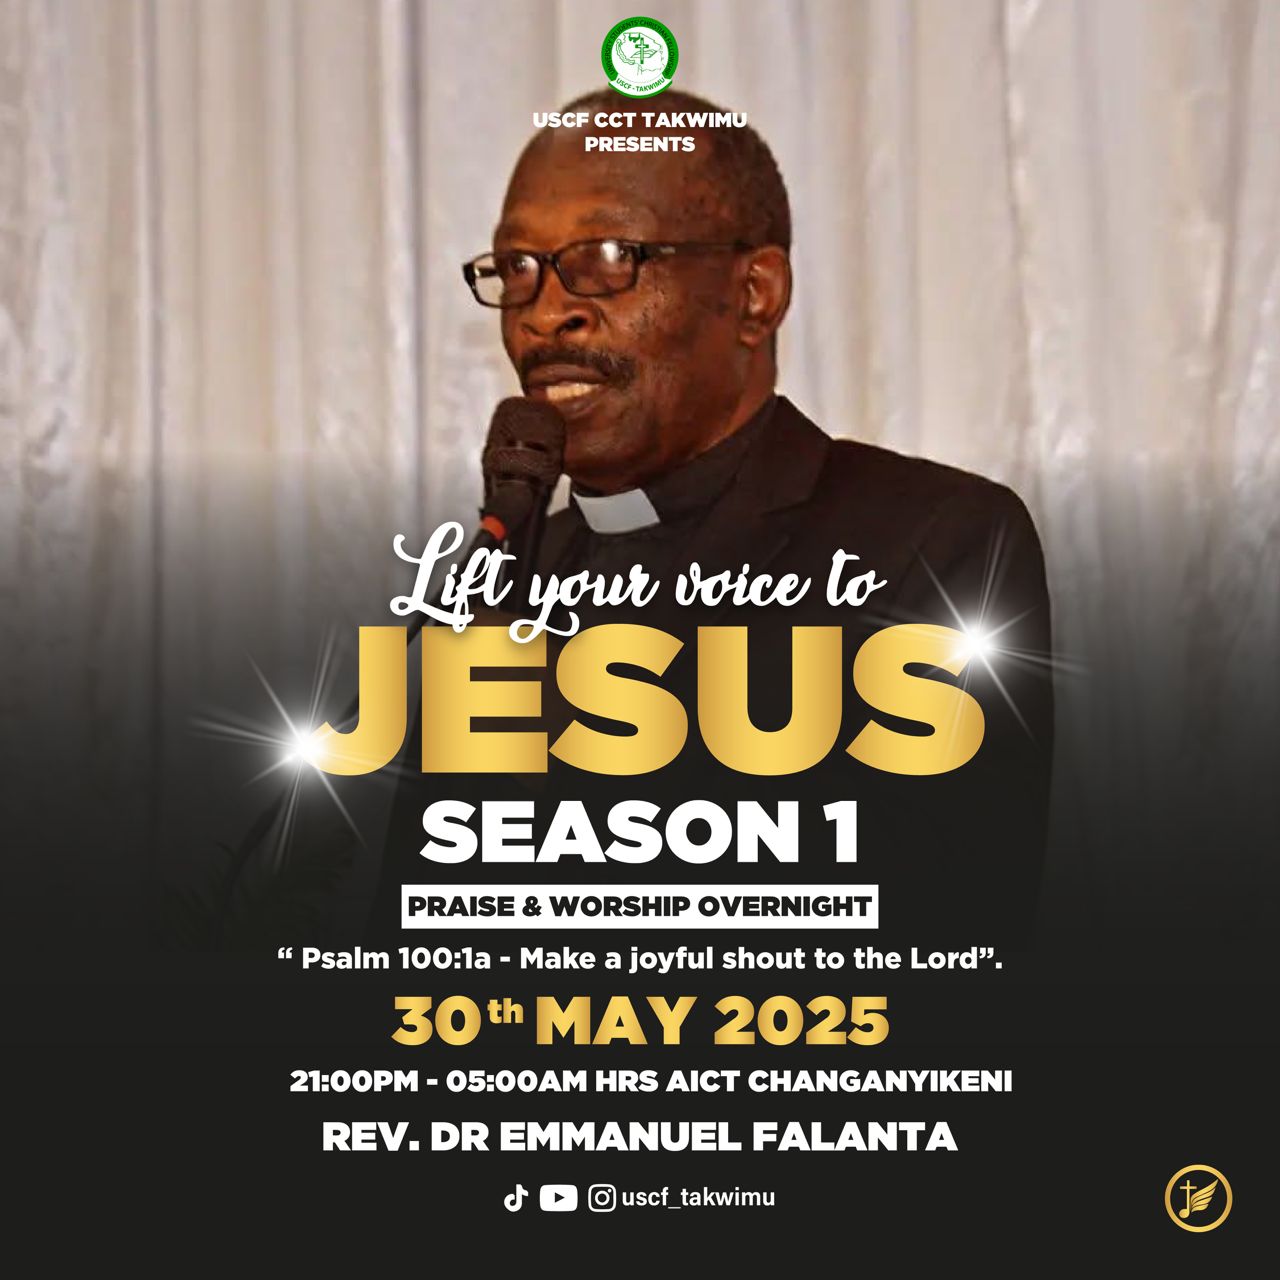 USCF - TAKWIMU
USCF CCT TAKWIMU
PRESENTS
Lift your voice to
JESUS
SEASON 1
PRAISE & WORSHIP OVERNIGHT
“ Psalm 100:1a - Make a joyful shout to the Lord”.
30th MAY 2025
21:00PM - 05:00AM HRS AICT CHANGANYIKENI
REV. DR EMMANUEL FALANTA
uscf_takwimu